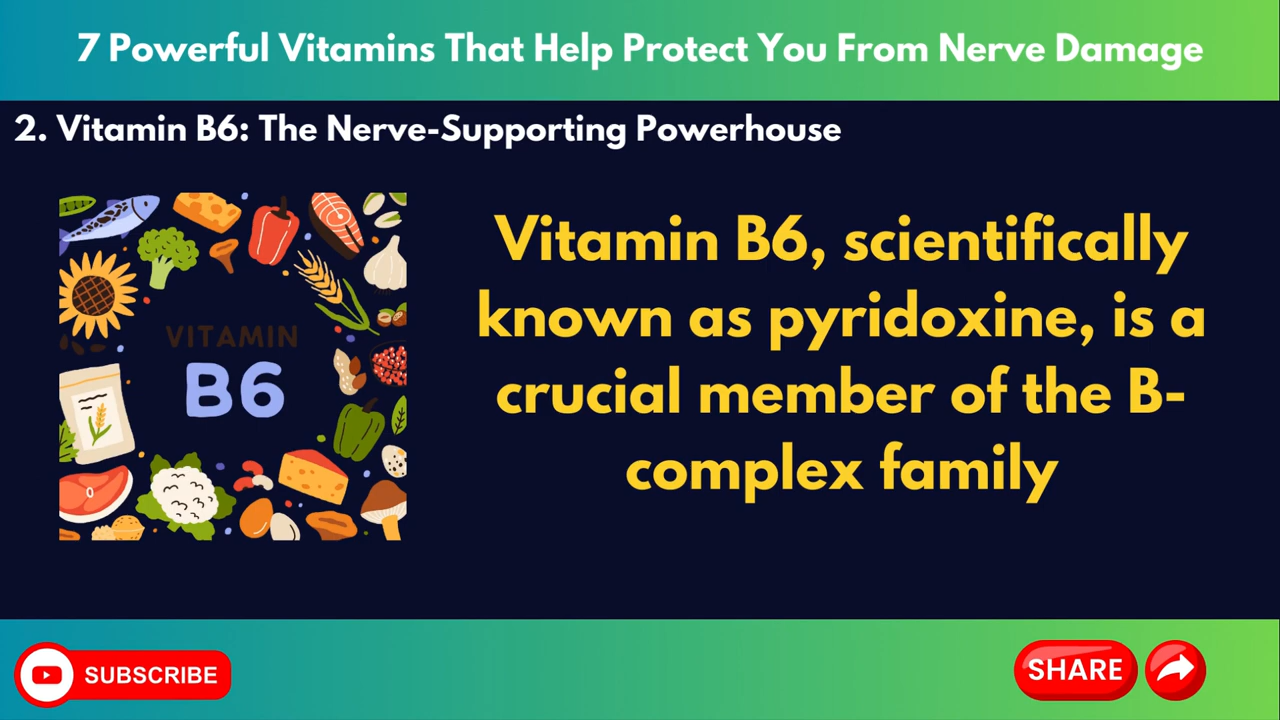 7 Powerful Vitamins That Help Protect You From Nerve Damage
2. Vitamin B6: The Nerve-Supporting Powerhouse
VITAMIN
B6
Vitamin B6, scientifically
known as pyridoxine, is a
crucial member of the B-
complex family
SUBSCRIBE
SHARE